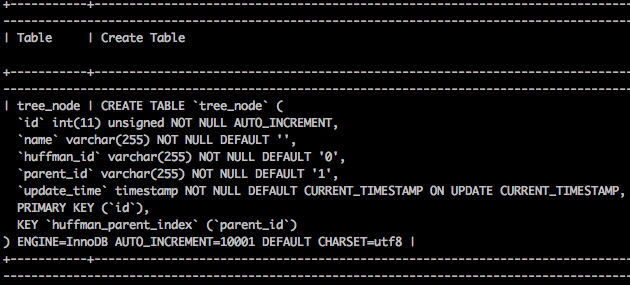 +-----------+-------------------------------------------------------------------------
--------------------------------------------------------------------------------------
| Table     | Create Table
+-----------+-------------------------------------------------------------------------
--------------------------------------------------------------------------------------
| tree_node | CREATE TABLE `tree_node` (
  `id` int(11) unsigned NOT NULL AUTO_INCREMENT,
  `name` varchar(255) NOT NULL DEFAULT '',
  `huffman_id` varchar(255) NOT NULL DEFAULT '0',
  `parent_id` varchar(255) NOT NULL DEFAULT '1',
  `update_time` timestamp NOT NULL DEFAULT CURRENT_TIMESTAMP ON UPDATE CURRENT_TIMESTAMP,
  PRIMARY KEY (`id`),
  KEY `huffman_parent_index` (`parent_id`)
) ENGINE=InnoDB AUTO_INCREMENT=10001 DEFAULT CHARSET=utf8 |
+-----------+-------------------------------------------------------------------------
--------------------------------------------------------------------------------------